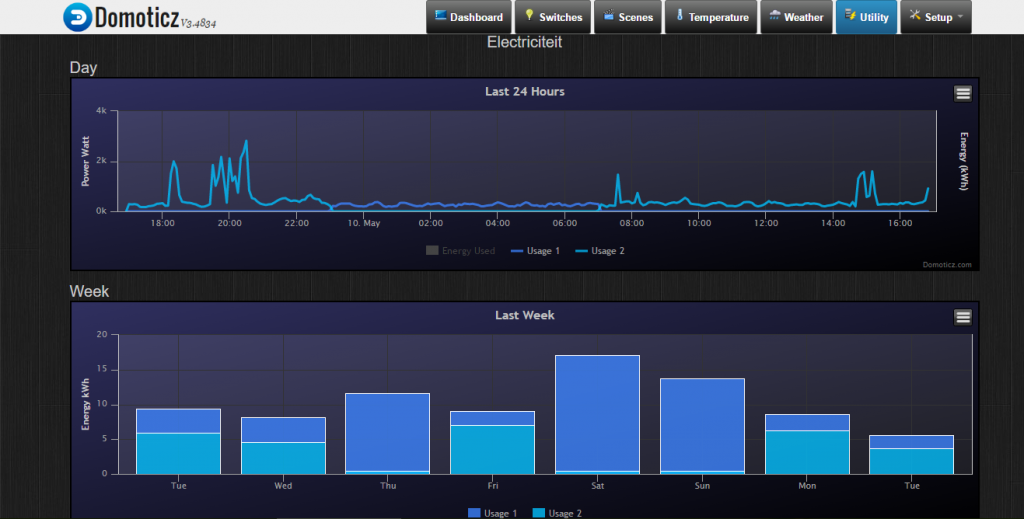 Domoticz V3.4834
Dashboard Switches Scenes Temperature Weather Utility Setup
Electriciteit
Day
Last 24 Hours
Power Watt
4k
2k
0k
Energy (kWh)
18:00 20:00 22:00 10. May 02:00 04:00 06:00 08:00 10:00 12:00 14:00 16:00
Energy Used Usage 1 Usage 2
Domoticz.com
Week
Last Week
Energy kWh
20
15
10
5
0
Tue Wed Thu Fri Sat Sun Mon Tue
Usage 1 Usage 2